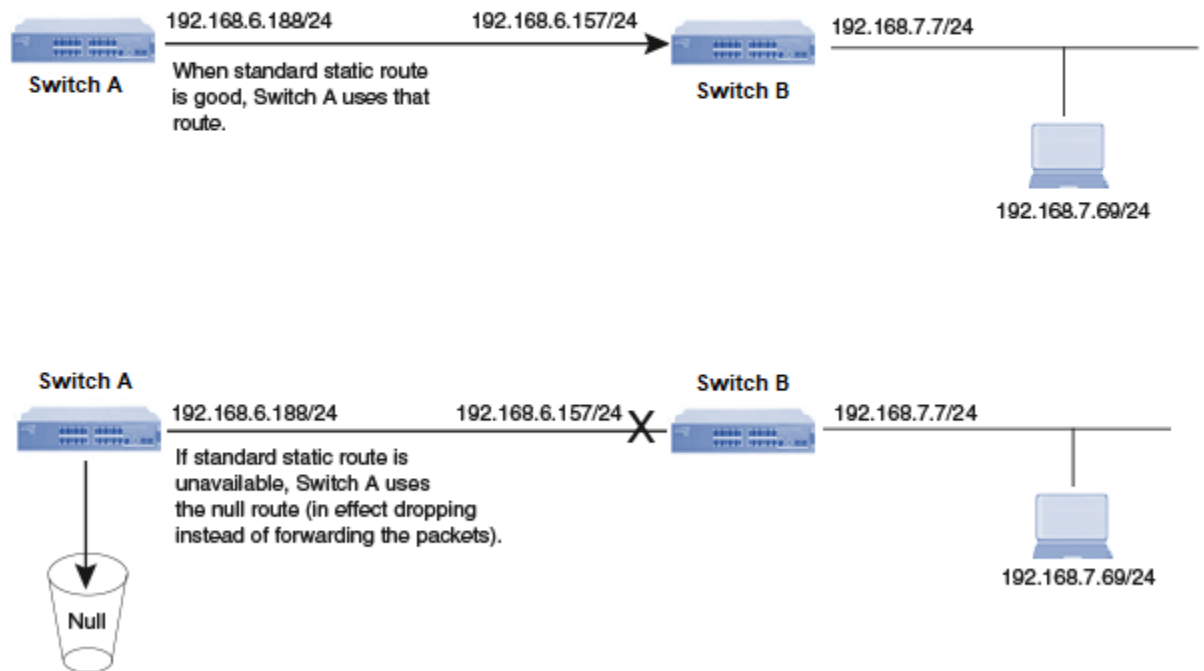 192.168.6.188/24
192.168.6.157/24
192.168.7.7/24
Switch A
When standard static route
is good, Switch A uses that
route.
Switch B
192.168.7.69/24
Switch A
Switch B
192.168.6.188/24
192.168.6.157/24
X
192.168.7.7/24
If standard static route is
unavailable, Switch A uses
the null route (in effect dropping
instead of forwarding the packets).
192.168.7.69/24
Null